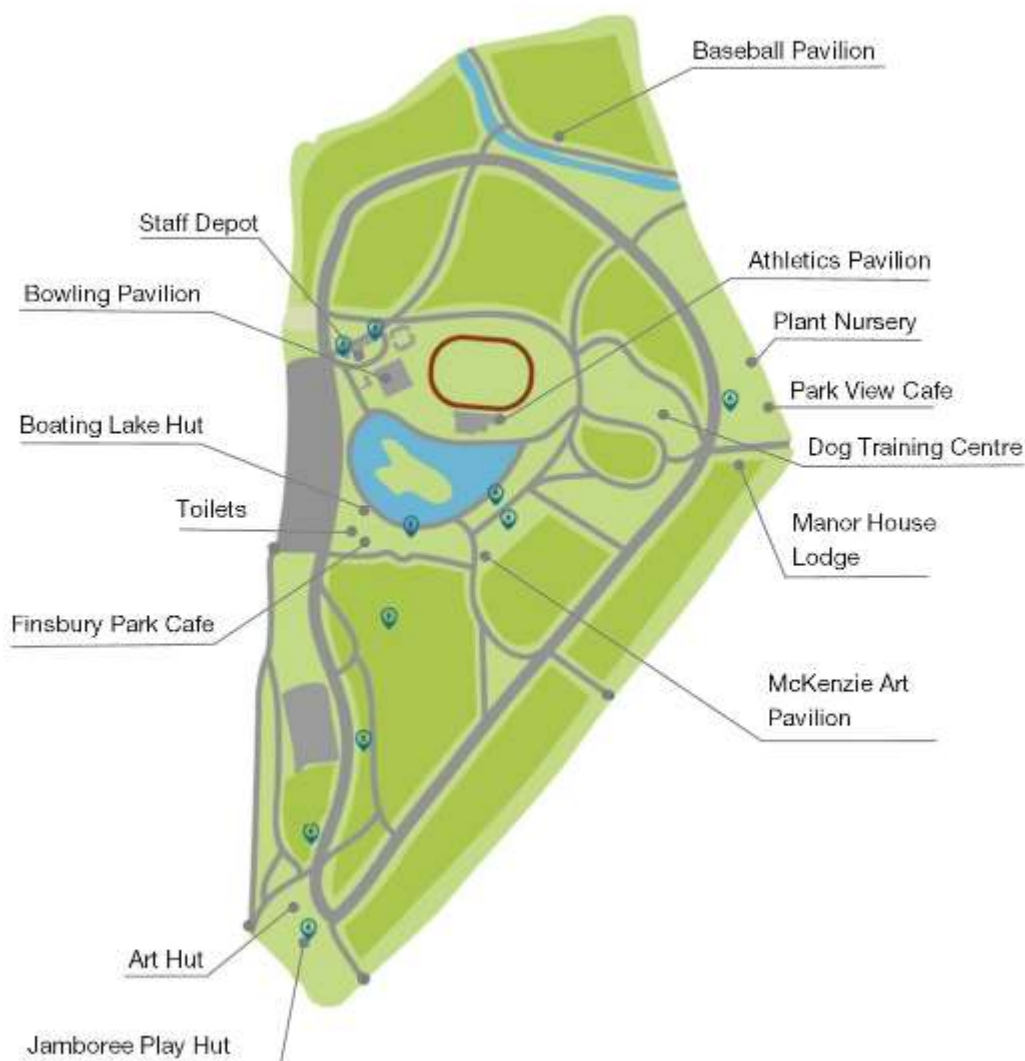 Baseball Pavilion
Staff Depot
Athletics Pavilion
Bowling Pavilion
Plant Nursery
Park View Cafe
Boating Lake Hut
Dog Training Centre
Toilets
Manor House
Lodge
Finsbury Park Cafe
McKenzie Art
Pavilion
Art Hut
Jamboree Play Hut